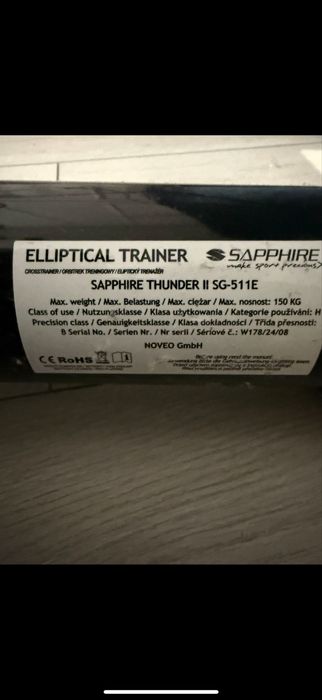 ELLIPTICAL TRAINER SAPPHIRE
make sport precious
CROSSTRAINER / ORBITREK TRENINGOWY / ELIPTICKÝ TRENAŽÉR
SAPPHIRE THUNDER II SG-511E
Max. weight / Max. Belastung / Max. ciężar / Max. nosnost: 150 KG
Class of use / Nutzungsklasse / Klasa użytkowania / Kategorie používání: H
Precision class / Genauigkeitsklasse / Klasa dokładności / Třída přesnosti:
B Serial No. / Serien Nr. / Nr serii / Sériové č.: W178/24/08
NOVEO GmbH
CE RoHS